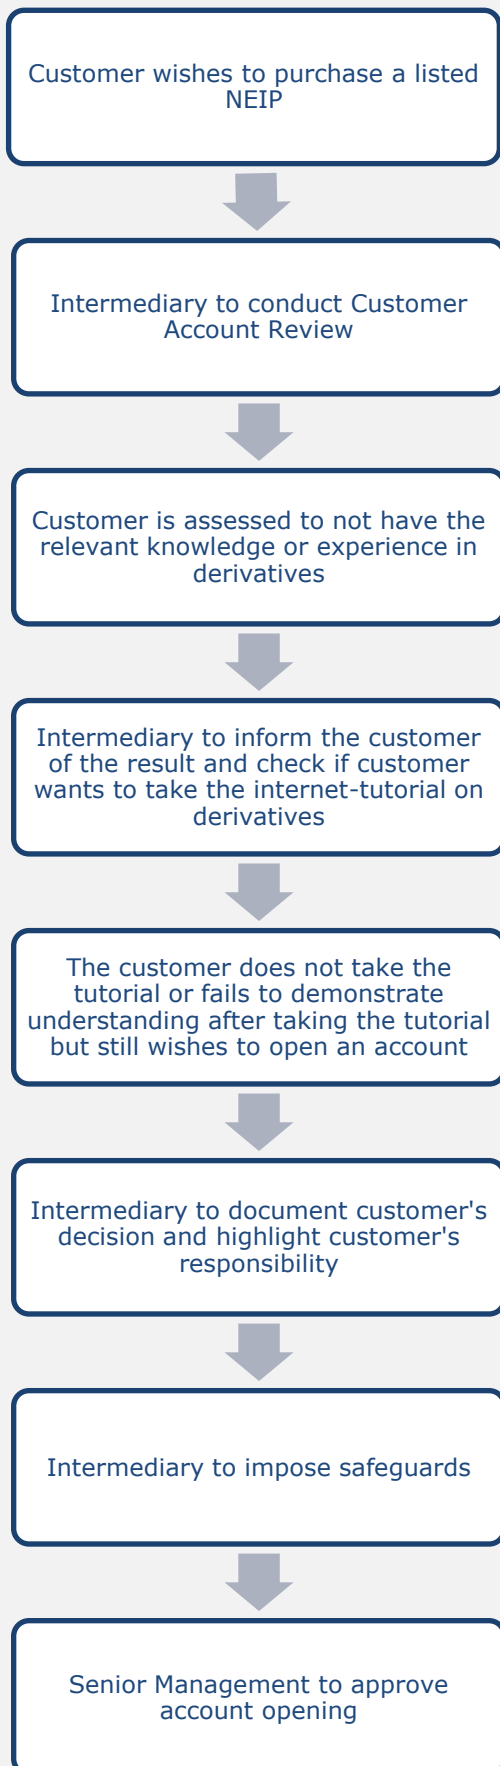 Customer wishes to purchase a listed
NEIP
Intermediary to conduct Customer
Account Review
Customer is assessed to not have the
relevant knowledge or experience in
derivatives
Intermediary to inform the customer
of the result and check if customer
wants to take the internet-tutorial on
derivatives
The customer does not take the
tutorial or fails to demonstrate
understanding after taking the tutorial
but still wishes to open an account
Intermediary to document customer's
decision and highlight customer's
responsibility
Intermediary to impose safeguards
Senior Management to approve
account opening